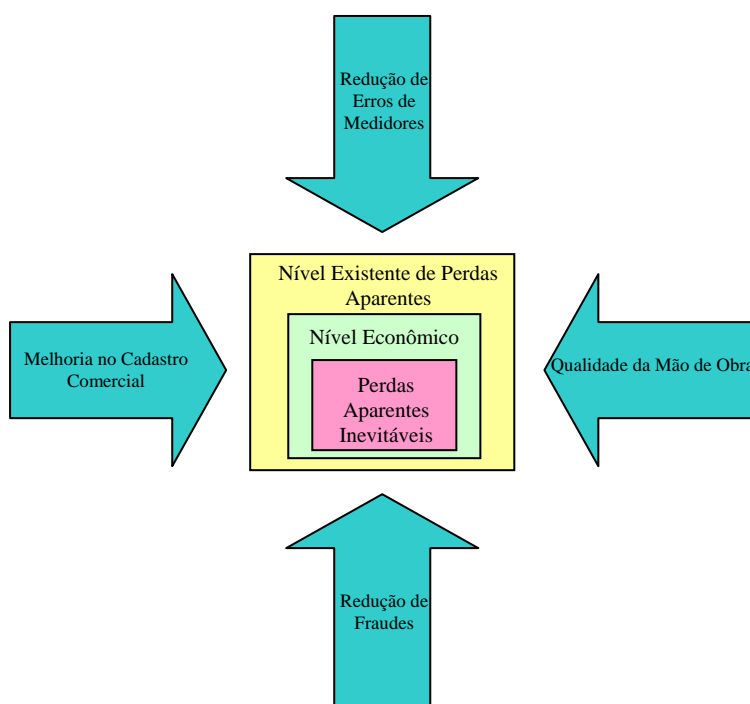 Redução de
Erros de
Medidores
Nível Existente de Perdas
Aparentes
Nível Econômico
Perdas
Aparentes
Inevitáveis
Melhoria no Cadastro
Comercial
Qualidade da Mão de Obra
Redução de
Fraudes